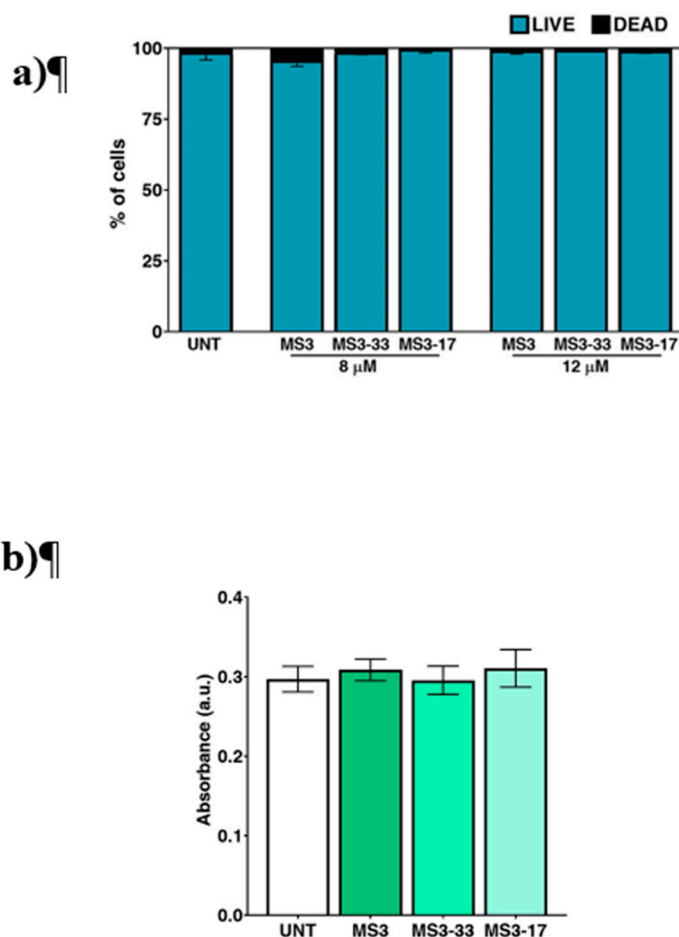 LIVE DEAD
a)¶
100
75
50
25
0
% of cells
UNT MS3 MS3-33 MS3-17 MS3 MS3-33 MS3-17
8 μM 12 μM
b)¶
0.4
0.3
0.2
0.1
0.0
Absorbance (a.u.)
UNT MS3 MS3-33 MS3-17